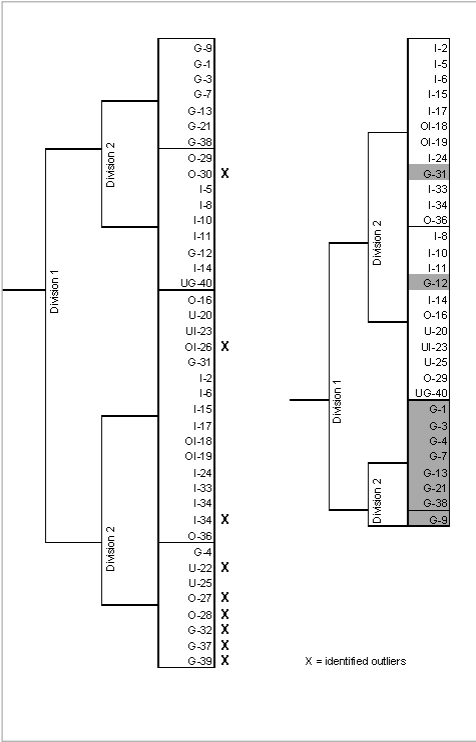 G-9
G-1
G-3
G-7
G-13
G-21
G-38
O-29
O-30 X
I-5
I-8
I-10
I-11
G-12
I-14
UG-40
O-16
U-20
UI-23
OI-26 X
G-31
I-2
I-6
I-15
I-17
OI-18
OI-19
I-24
I-33
I-34
I-34 X
O-36
G-4
U-22 X
U-25
O-27 X
O-28 X
G-32 X
G-37 X
G-39 X
Division 1
Division 2
Division 2
I-2
I-5
I-6
I-15
I-17
OI-18
OI-19
I-24
G-31
I-33
I-34
O-36
I-8
I-10
I-11
G-12
I-14
O-16
U-20
UI-23
U-25
O-29
UG-40
G-1
G-3
G-4
G-7
G-13
G-21
G-38
G-9
Division 1
Division 2
Division 2
X = identified outliers